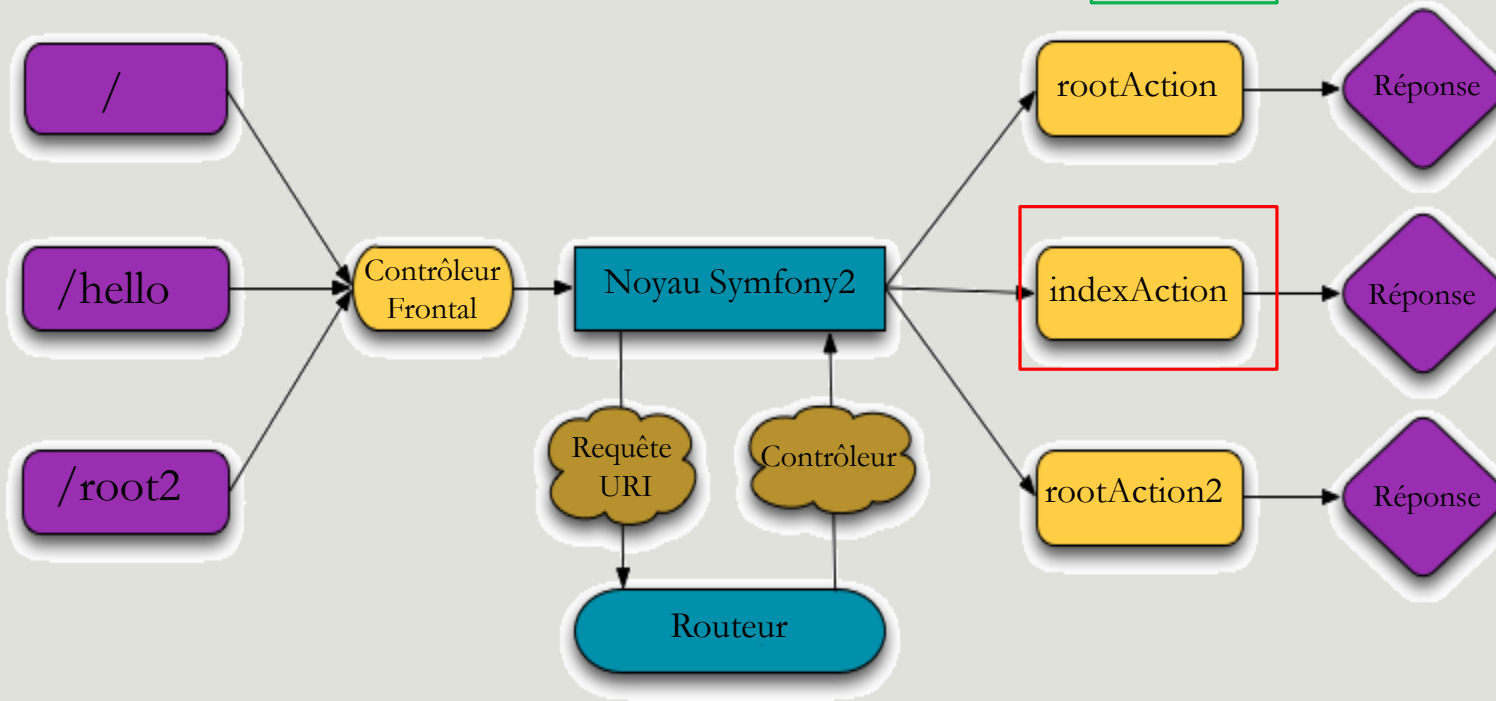 /
rootAction
Réponse
/hello
Contrôleur
Frontal
Noyau Symfony2
indexAction
Réponse
Requête
URI
Contrôleur
/root2
rootAction2
Réponse
Routeur